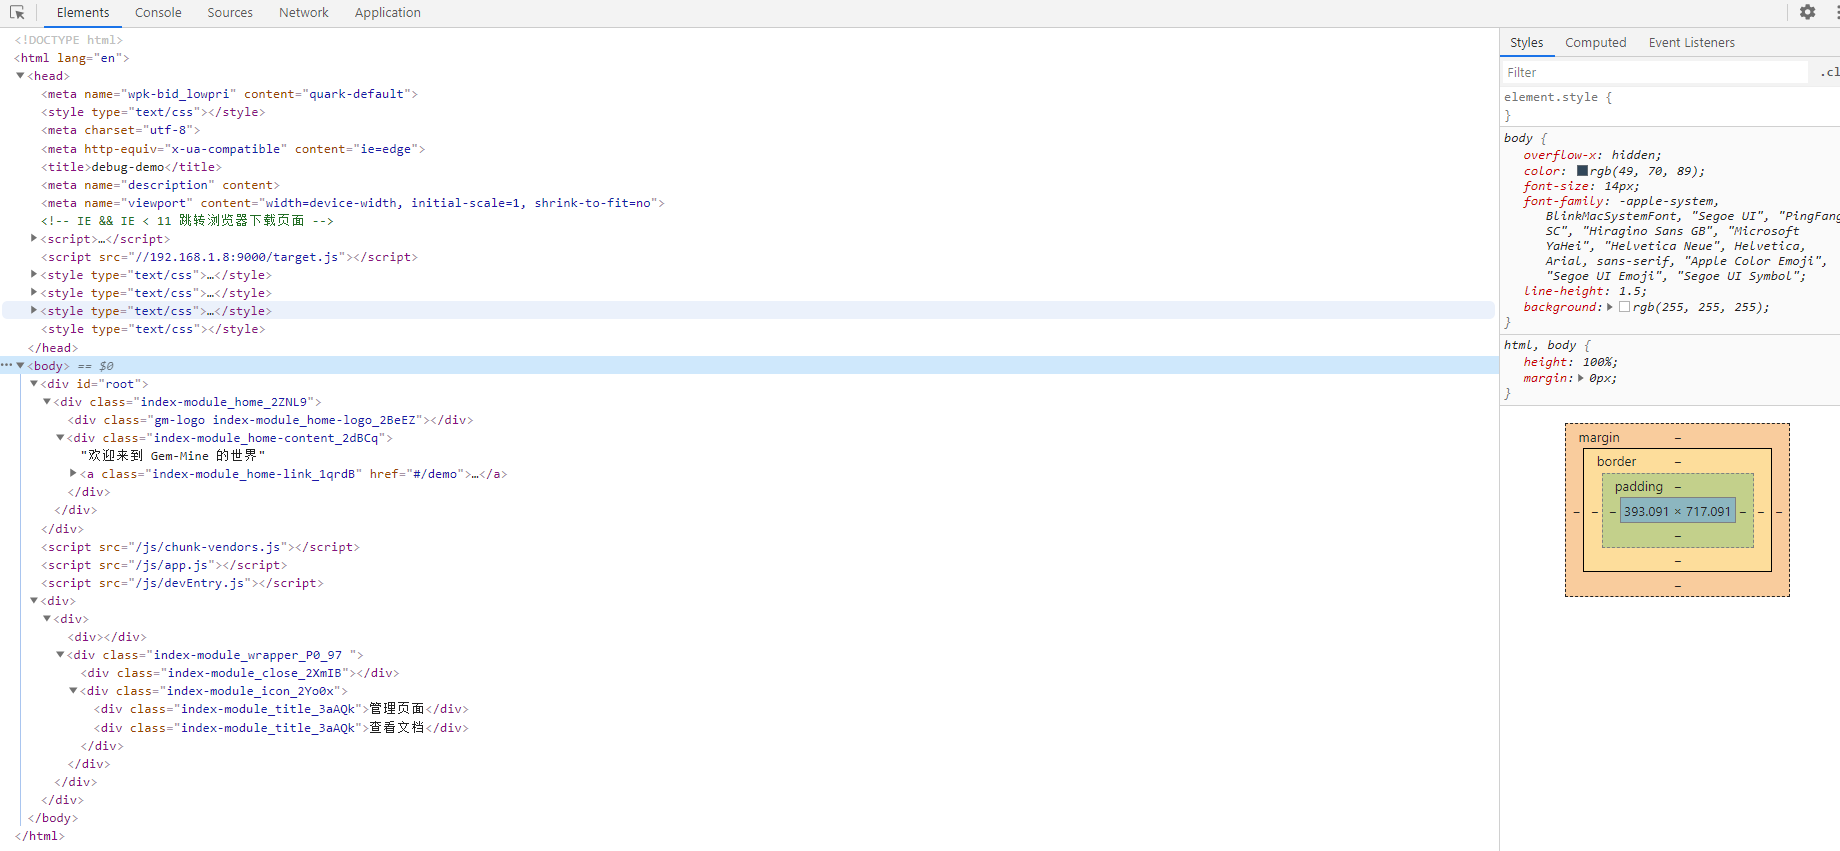 Elements Console Sources Network Application
<!DOCTYPE html>
<html lang="en">
<head>
<meta name="wpk-bid_lowpri" content="quark-default">
<style type="text/css"></style>
<meta charset="utf-8">
<meta http-equiv="x-ua-compatible" content="ie=edge">
<title>debug-demo</title>
<meta name="description" content>
<meta name="viewport" content="width=device-width, initial-scale=1, shrink-to-fit=no">
<!-- IE && IE < 11 跳转浏览器下载页面 -->
<script>…</script>
<script src="//192.168.1.8:9000/target.js"></script>
<style type="text/css">…</style>
<style type="text/css">…</style>
<style type="text/css">…</style>
<style type="text/css"></style>
</head>
<body> == $0
<div id="root">
<div class="index-module_home_2ZNL9">
<div class="gm-logo index-module_home-logo_2BeEZ"></div>
<div class="index-module_home-content_2dBCq">
"欢迎来到 Gem-Mine 的世界"
<a class="index-module_home-link_1qrdB" href="#/demo">…</a>
</div>
</div>
</div>
<script src="/js/chunk-vendors.js"></script>
<script src="/js/app.js"></script>
<script src="/js/devEntry.js"></script>
<div>
<div>
<div></div>
<div class="index-module_wrapper_P0_97 ">
<div class="index-module_close_2XmIB"></div>
<div class="index-module_icon_2Yo0x">
<div class="index-module_title_3aAQk">管理页面</div>
<div class="index-module_title_3aAQk">查看文档</div>
</div>
</div>
</div>
</div>
</body>
</html>
Styles Computed Event Listeners
Filter .cl
element.style {
}
body {
overflow-x: hidden;
color: rgb(49, 70, 89);
font-size: 14px;
font-family: -apple-system,
BlinkMacSystemFont, "Segoe UI", "PingFang
SC", "Hiragino Sans GB", "Microsoft
YaHei", "Helvetica Neue", Helvetica,
Arial, sans-serif, "Apple Color Emoji",
"Segoe UI Emoji", "Segoe UI Symbol";
line-height: 1.5;
background: rgb(255, 255, 255);
}
html, body {
height: 100%;
margin: 0px;
}
margin –
border –
padding –
– – – 393.091 × 717.091 – – –
–
–
–